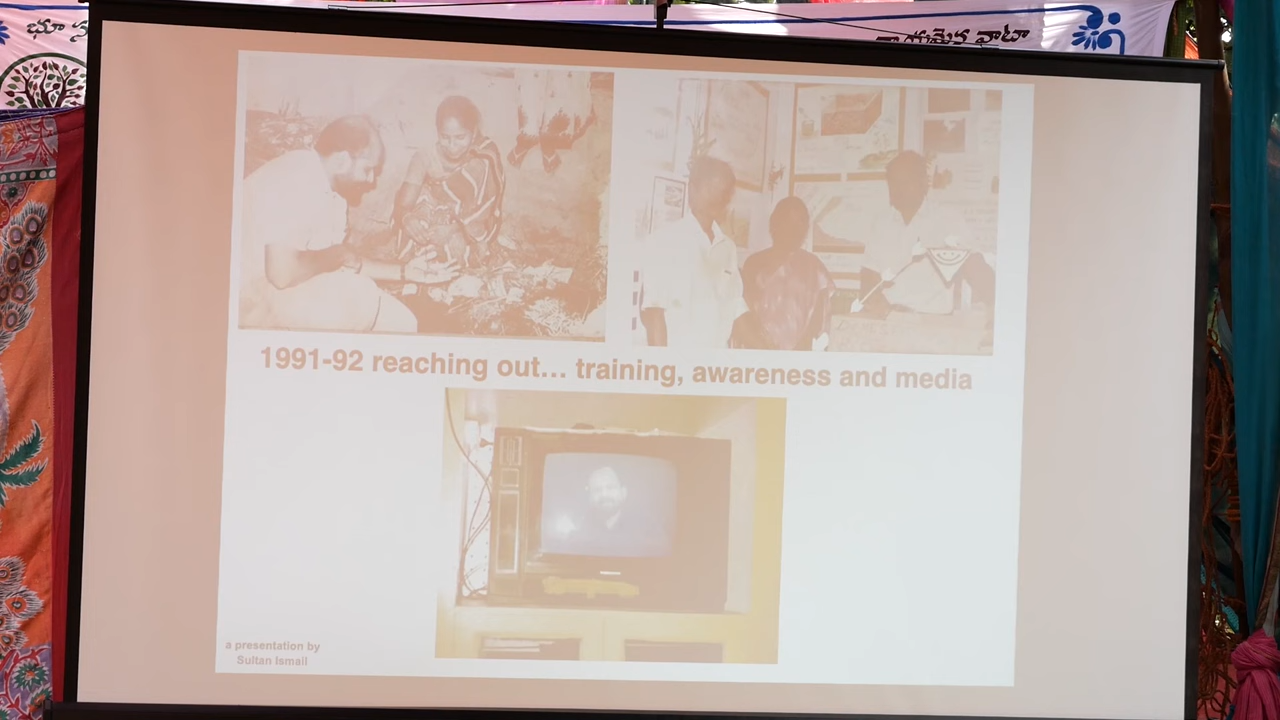 భూ
1991-92 reaching out... training, awareness and media
a presentation by
Sultan Ismail